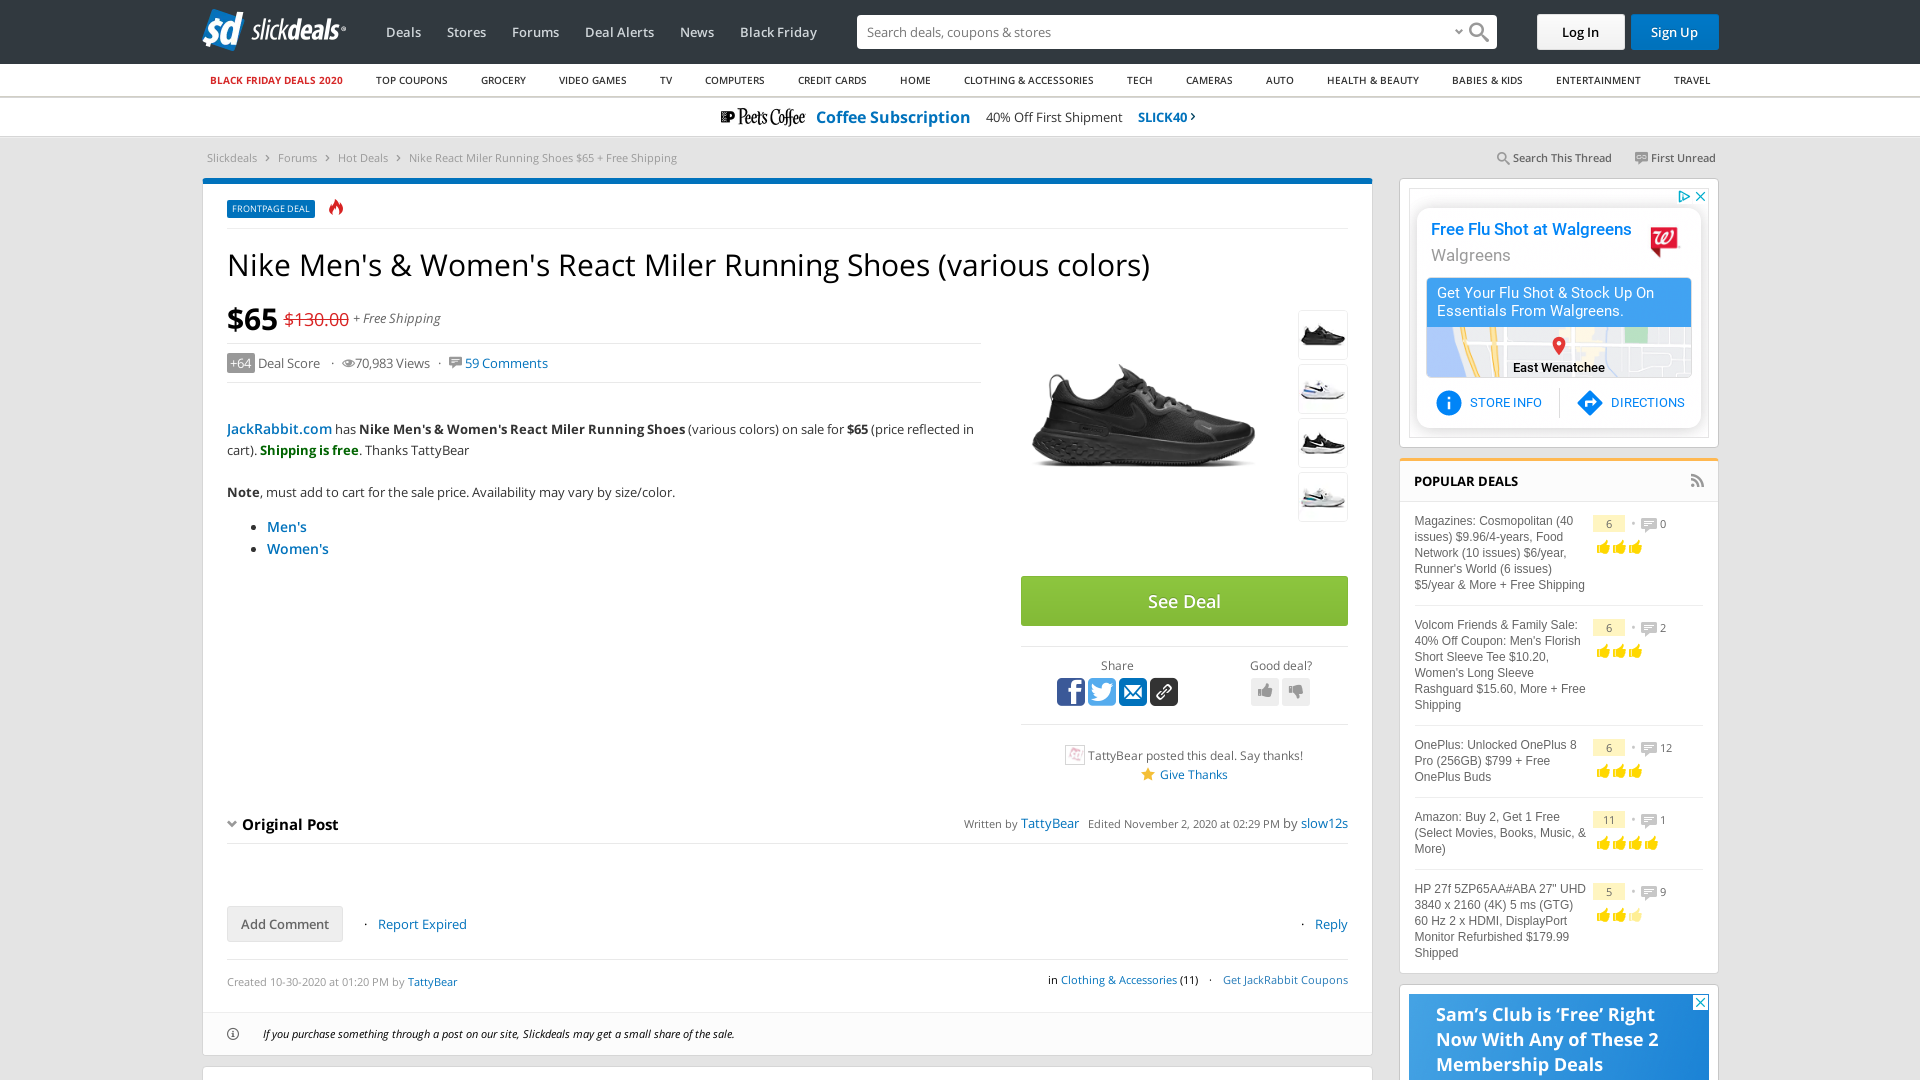 slickdeals
Deals Stores Forums Deal Alerts News Black Friday
Search deals, coupons & stores
Log In Sign Up
BLACK FRIDAY DEALS 2020 TOP COUPONS GROCERY VIDEO GAMES TV COMPUTERS CREDIT CARDS HOME CLOTHING & ACCESSORIES TECH CAMERAS AUTO HEALTH & BEAUTY BABIES & KIDS ENTERTAINMENT TRAVEL
Peet's Coffee Coffee Subscription 40% Off First Shipment SLICK40
Slickdeals Forums Hot Deals Nike React Miler Running Shoes $65 + Free Shipping
Search This Thread First Unread
FRONTPAGE DEAL
Nike Men's & Women's React Miler Running Shoes (various colors)
$65 $130.00 + Free Shipping
+64 Deal Score · 70,983 Views · 59 Comments
JackRabbit.com has Nike Men's & Women's React Miler Running Shoes (various colors) on sale for $65 (price reflected in
cart). Shipping is free. Thanks TattyBear
Note, must add to cart for the sale price. Availability may vary by size/color.
• Men's
• Women's
See Deal
Share Good deal?
TattyBear posted this deal. Say thanks!
Give Thanks
Original Post
Written by TattyBear Edited November 2, 2020 at 02:29 PM by slow12s
Add Comment · Report Expired
· Reply
Created 10-30-2020 at 01:20 PM by TattyBear
in Clothing & Accessories (11) · Get JackRabbit Coupons
If you purchase something through a post on our site, Slickdeals may get a small share of the sale.
Free Flu Shot at Walgreens
Walgreens
Get Your Flu Shot & Stock Up On
Essentials From Walgreens.
East Wenatchee
STORE INFO DIRECTIONS
POPULAR DEALS
Magazines: Cosmopolitan (40
issues) $9.96/4-years, Food
Network (10 issues) $6/year,
Runner's World (6 issues)
$5/year & More + Free Shipping
6 • 0
Volcom Friends & Family Sale:
40% Off Coupon: Men's Florish
Short Sleeve Tee $10.20,
Women's Long Sleeve
Rashguard $15.60, More + Free
Shipping
6 • 2
OnePlus: Unlocked OnePlus 8
Pro (256GB) $799 + Free
OnePlus Buds
6 • 12
Amazon: Buy 2, Get 1 Free
(Select Movies, Books, Music, &
More)
11 • 1
HP 27f 5ZP65AA#ABA 27" UHD
3840 x 2160 (4K) 5 ms (GTG)
60 Hz 2 x HDMI, DisplayPort
Monitor Refurbished $179.99
Shipped
5 • 9
Sam's Club is 'Free' Right
Now With Any of These 2
Membership Deals